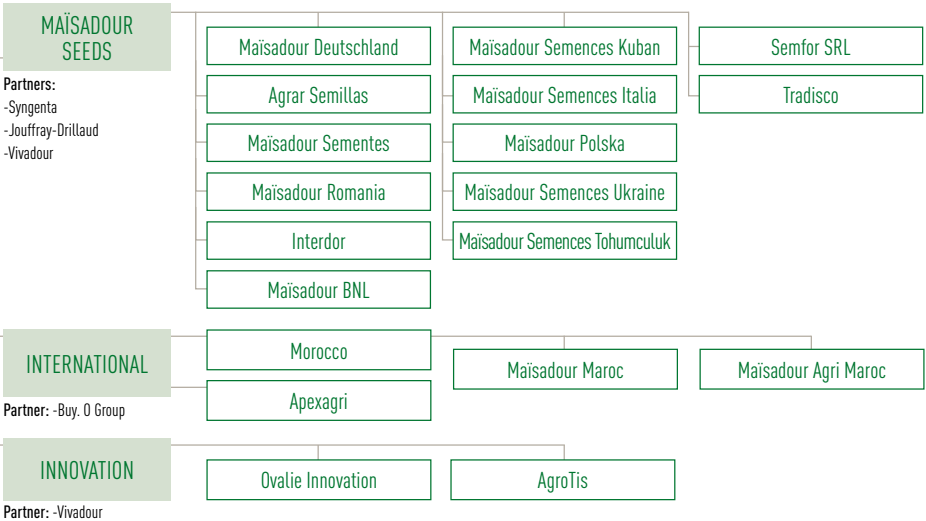 MAÏSADOUR
SEEDS
Partners:
-Syngenta
-Jouffray-Drillaud
-Vivadour
Maïsadour Deutschland
Agrar Semillas
Maïsadour Sementes
Maïsadour Romania
Interdor
Maïsadour BNL
Maïsadour Semences Kuban
Maïsadour Semences Italia
Maïsadour Polska
Maïsadour Semences Ukraine
Maïsadour Semences Tohumculuk
Semfor SRL
Tradisco
INTERNATIONAL
Partner: -Buy. O Group
Morocco
Apexagri
Maïsadour Maroc
Maïsadour Agri Maroc
INNOVATION
Partner: -Vivadour
Ovalie Innovation
AgroTis